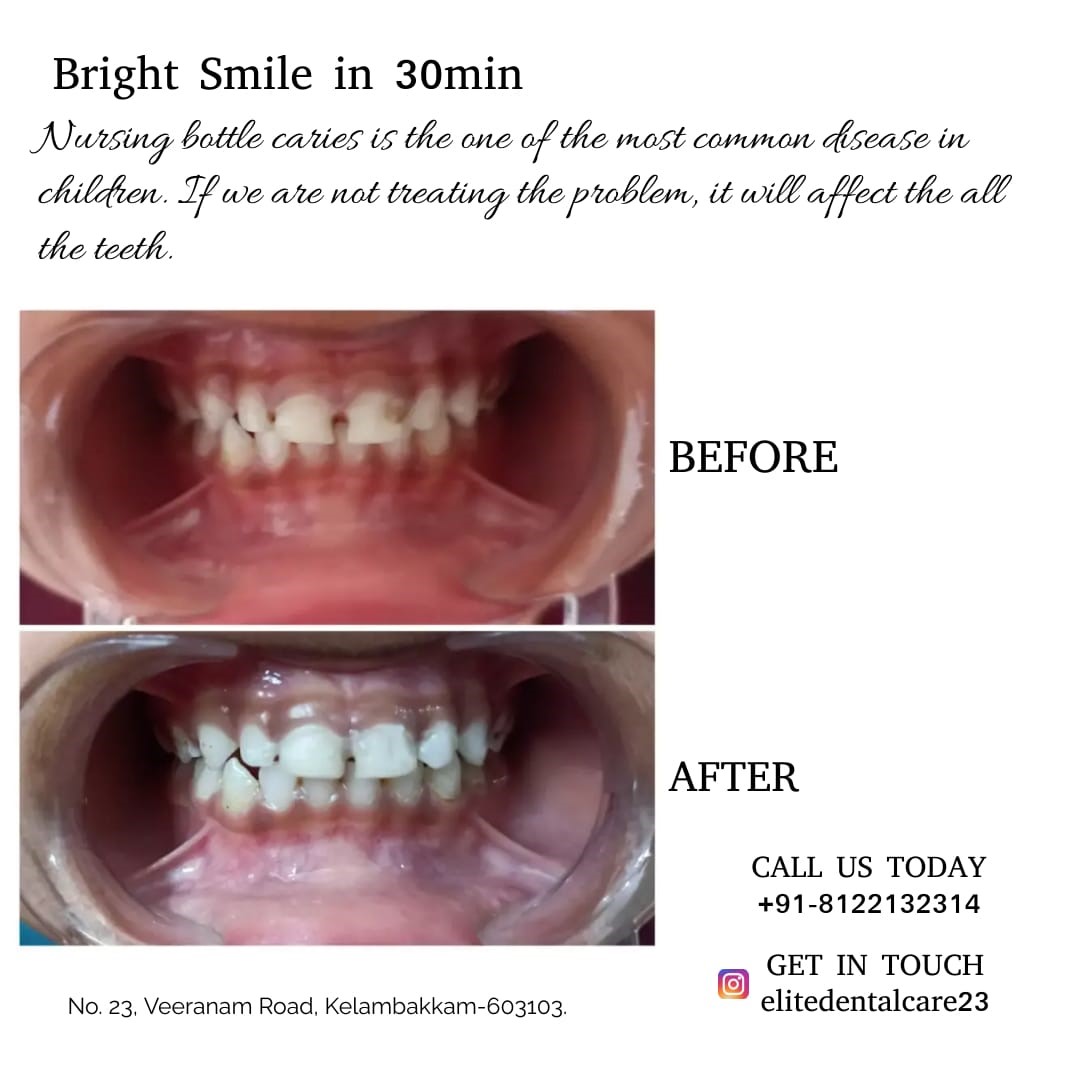 Bright Smile in 30min
Nursing bottle caries is the one of the most common disease in
children. If we are not treating the problem, it will affect the all
the teeth.
BEFORE
AFTER
CALL US TODAY
+91-8122132314
GET IN TOUCH
elitedentalcare23
No. 23, Veeranam Road, Kelambakkam-603103.